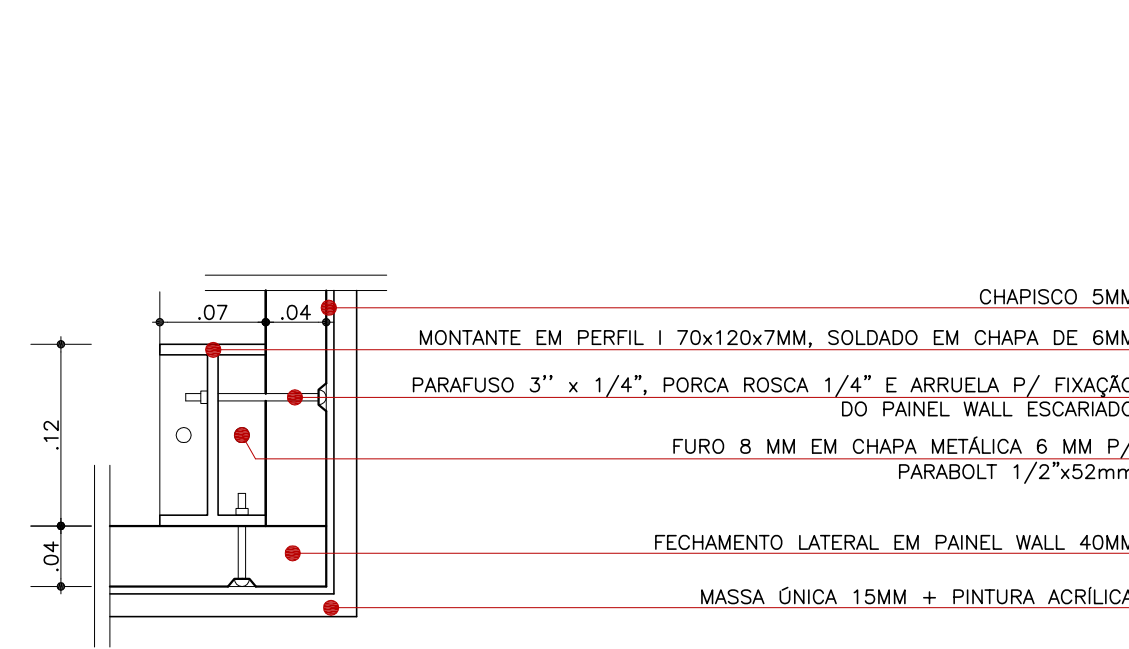 CHAPISCO 5MM
.07
.04
MONTANTE EM PERFIL I 70x120x7MM, SOLDADO EM CHAPA DE 6MM
PARAFUSO 3’’ x 1/4”, PORCA ROSCA 1/4” E ARRUELA P/ FIXAÇÃO
DO PAINEL WALL ESCARIADO
.12
FURO 8 MM EM CHAPA METÁLICA 6 MM P/
PARABOLT 1/2”x52mm
FECHAMENTO LATERAL EM PAINEL WALL 40MM
.04
MASSA ÚNICA 15MM + PINTURA ACRÍLICA